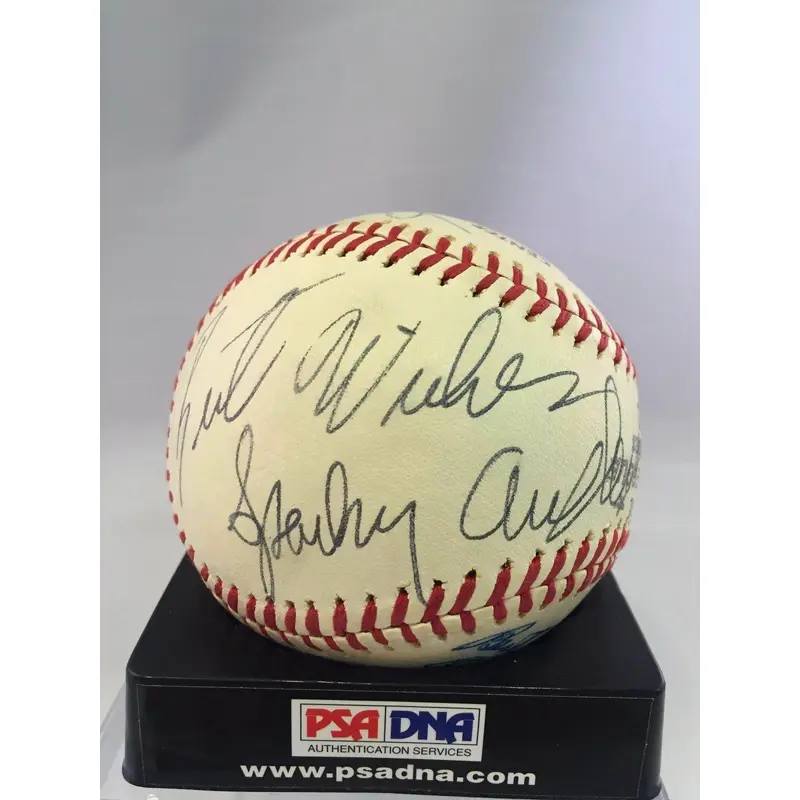 Best Wishes
Sparky Anderson
PSA DNA
AUTHENTICATION SERVICES
www.psadna.com